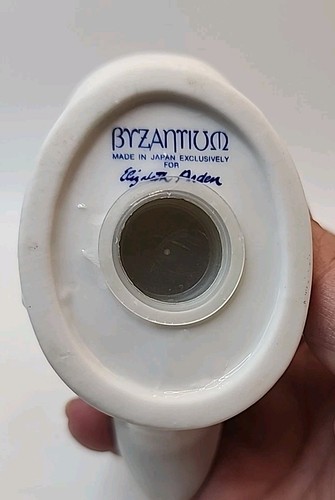 BYZANTIUM
MADE IN JAPAN EXCLUSIVELY
FOR
Elizabeth Arden